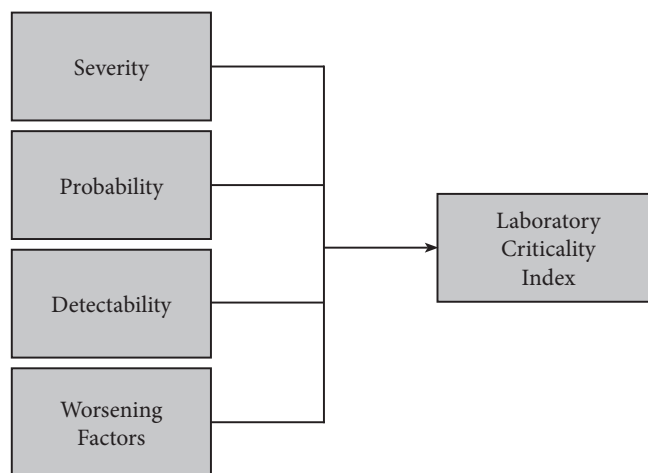 Severity
Probability
Detectability
Worsening
Factors
Laboratory
Criticality
Index